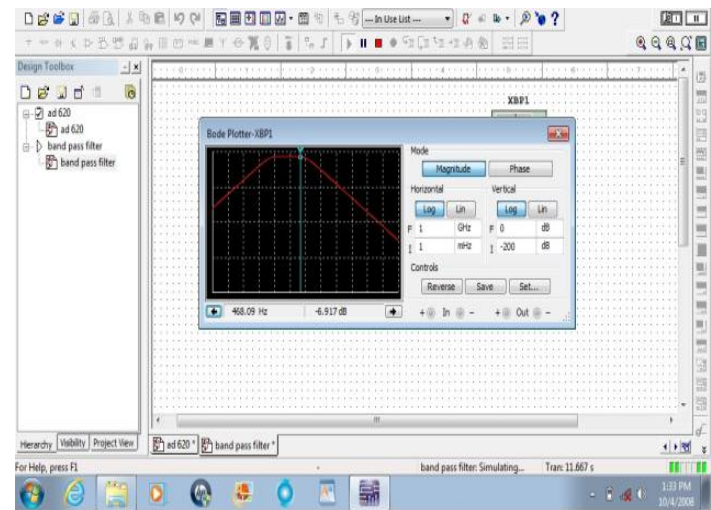 --- In Use List ---
Design Toolbox
ad 620
ad 620
band pass filter
band pass filter
XBP1
Bode Plotter-XBP1
Mode
Magnitude Phase
Horizontal Vertical
Log Lin Log Lin
F 1 GHz F 0 dB
I 1 mHz I -200 dB
Controls
Reverse Save Set...
468.09 Hz -6.917 dB
+ In - + Out -
Hierarchy Visibility Project View
ad 620 * band pass filter *
For Help, press F1
band pass filter: Simulating... Tran: 11.667 s
1:33 PM
10/4/2008